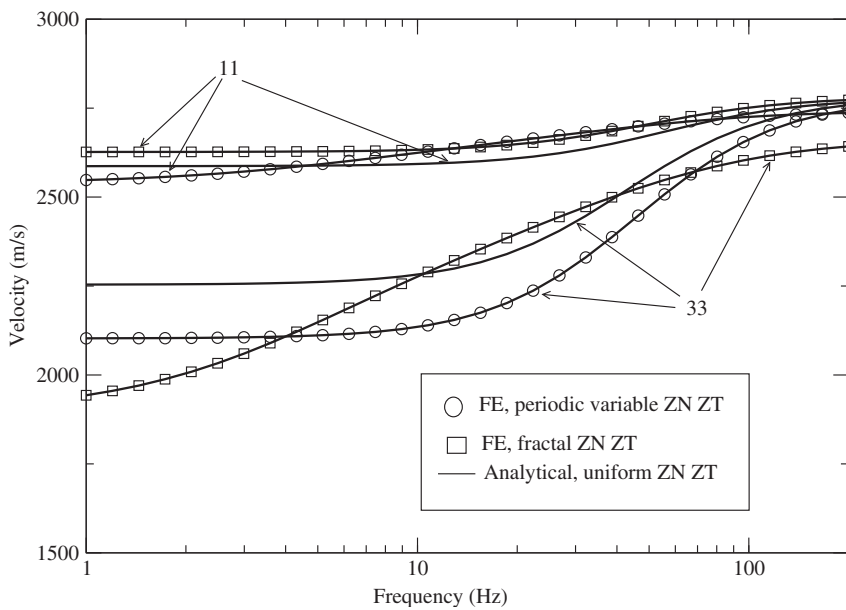 3000
11
2500
Velocity (m/s)
33
2000
FE, periodic variable ZN ZT
FE, fractal ZN ZT
Analytical, uniform ZN ZT
1500
1 10 100
Frequency (Hz)